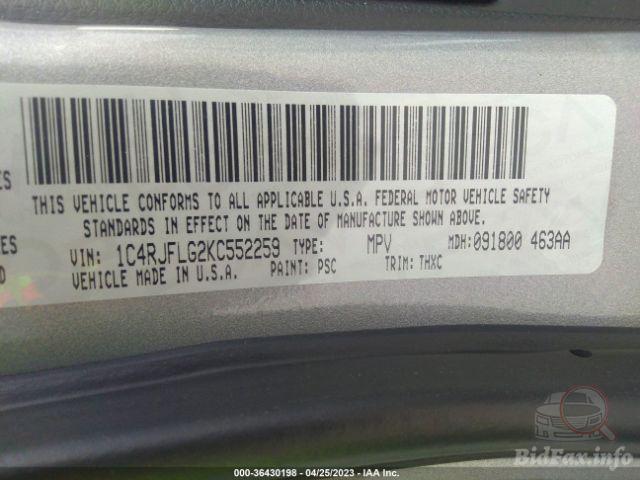 ES
THIS VEHICLE CONFORMS TO ALL APPLICABLE U.S.A. FEDERAL MOTOR VEHICLE SAFETY
STANDARDS IN EFFECT ON THE DATE OF MANUFACTURE SHOWN ABOVE.
RES
VIN: 1C4RJFLG2KC552259 TYPE: MPV MDH:091800 463AA
D
VEHICLE MADE IN U.S.A. PAINT: PSC TRIM: THXC
BidFax.info
000-36430198 - 04/25/2023 - IAA Inc.